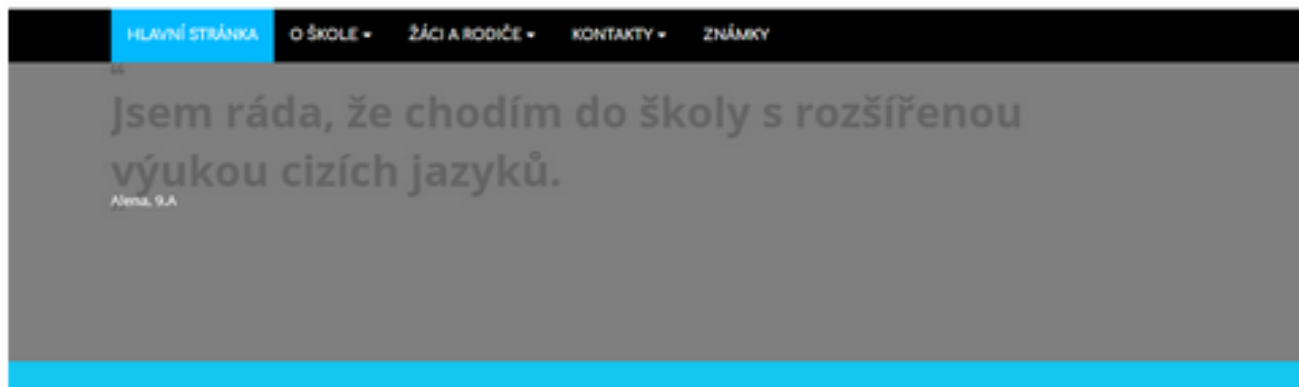 HLAVNÍ STRÁNKA O ŠKOLE ŽÁCI A RODIČE KONTAKTY ZNÁMKY
“
Jsem ráda, že chodím do školy s rozšířenou
výukou cizích jazyků.
Alena, 9.A